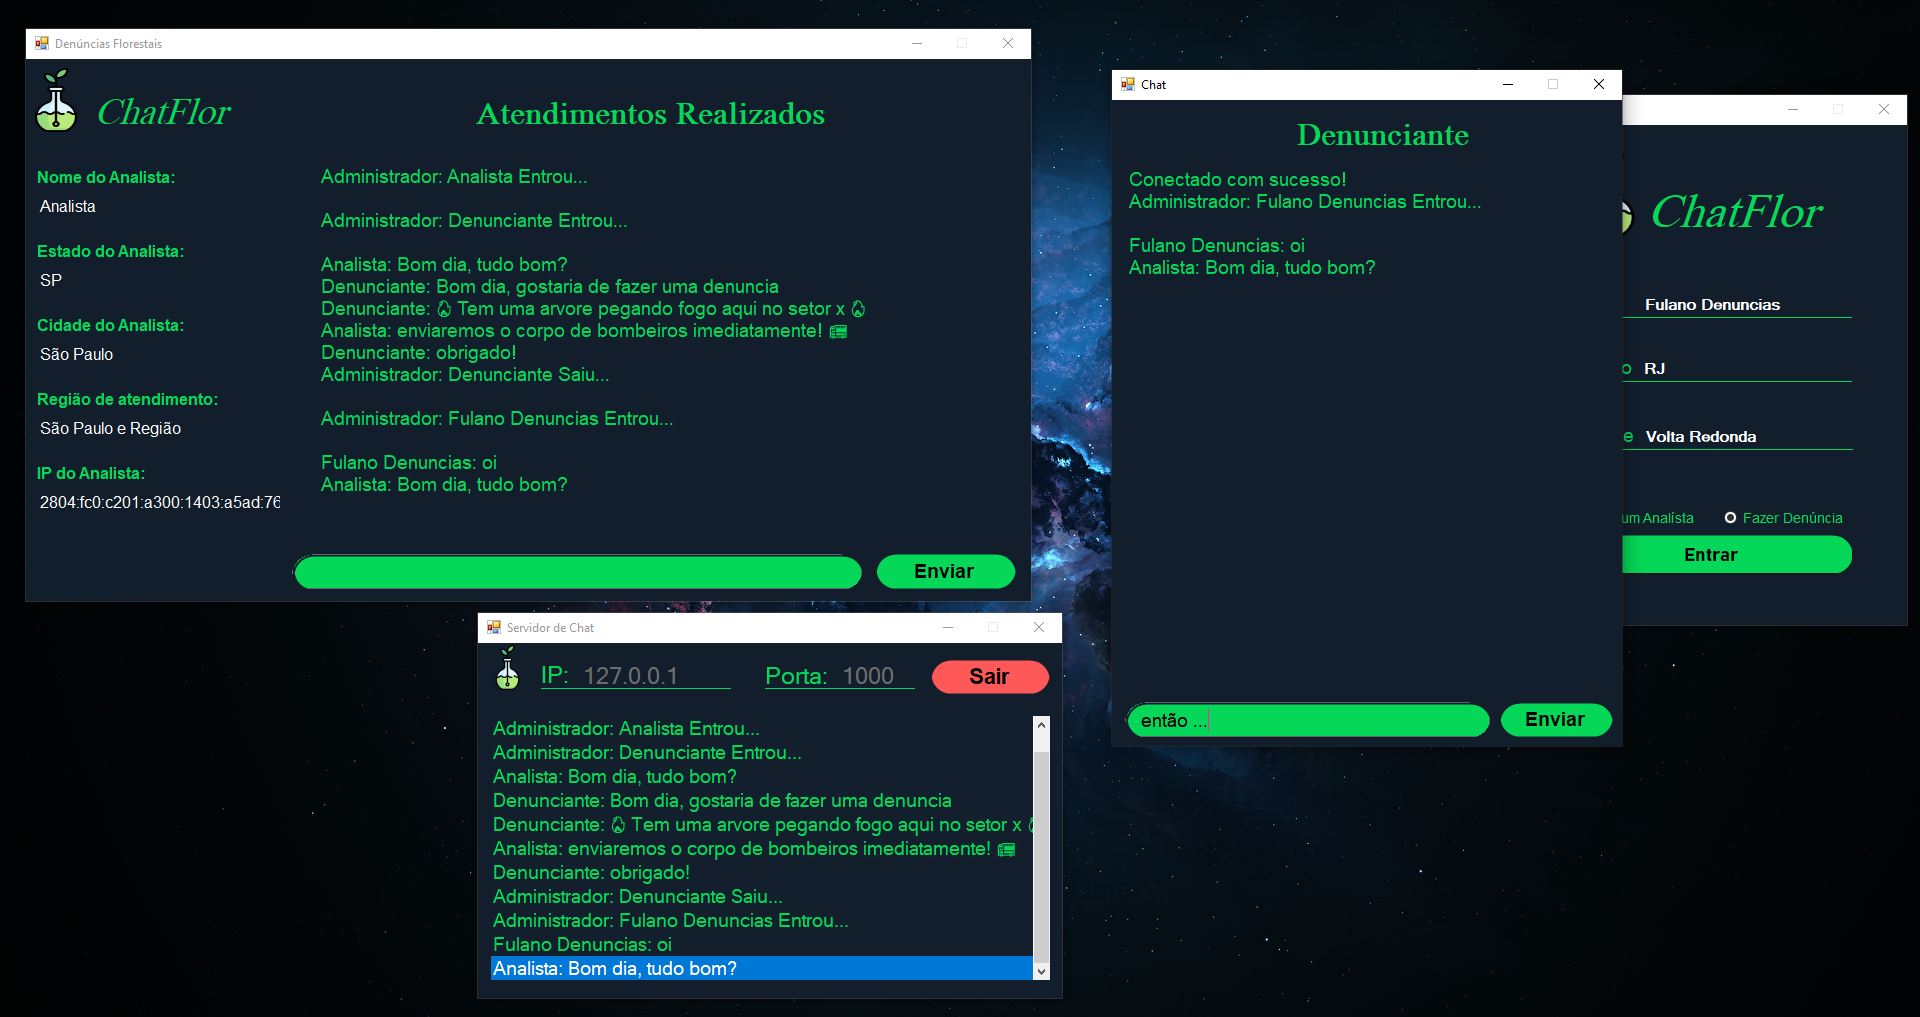 Denúncias Florestais
ChatFlor
Atendimentos Realizados
Nome do Analista:
Analista
Estado do Analista:
SP
Cidade do Analista:
São Paulo
Região de atendimento:
São Paulo e Região
IP do Analista:
2804:fc0:c201:a300:1403:a5ad:76
Administrador: Analista Entrou...
Administrador: Denunciante Entrou...
Analista: Bom dia, tudo bom?
Denunciante: Bom dia, gostaria de fazer uma denuncia
Denunciante: 🔥 Tem uma arvore pegando fogo aqui no setor x 🔥
Analista: enviaremos o corpo de bombeiros imediatamente! 🚒
Denunciante: obrigado!
Administrador: Denunciante Saiu...
Administrador: Fulano Denuncias Entrou...
Fulano Denuncias: oi
Analista: Bom dia, tudo bom?
Enviar
Chat
Denunciante
Conectado com sucesso!
Administrador: Fulano Denuncias Entrou...
Fulano Denuncias: oi
Analista: Bom dia, tudo bom?
então ...
Enviar
ChatFlor
Fulano Denuncias
o RJ
e Volta Redonda
um Analísta
Fazer Denúncia
Entrar
Servidor de Chat
IP: 127.0.0.1
Porta: 1000
Sair
Administrador: Analista Entrou...
Administrador: Denunciante Entrou...
Analista: Bom dia, tudo bom?
Denunciante: Bom dia, gostaria de fazer uma denuncia
Denunciante: 🔥 Tem uma arvore pegando fogo aqui no setor x 🔥
Analista: enviaremos o corpo de bombeiros imediatamente! 🚒
Denunciante: obrigado!
Administrador: Denunciante Saiu...
Administrador: Fulano Denuncias Entrou...
Fulano Denuncias: oi
Analista: Bom dia, tudo bom?